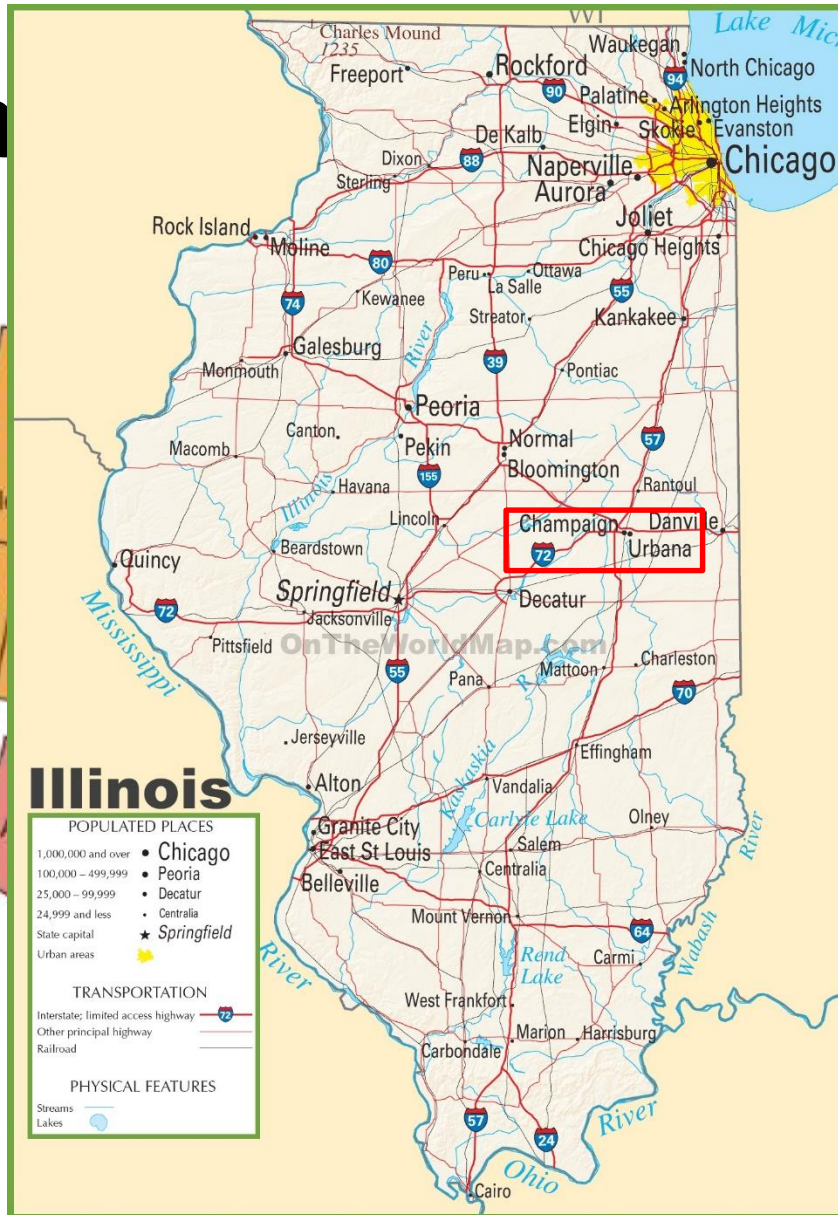 WI
Lake Mic
Charles Mound
1235
Waukegan
Freeport
Rockford
North Chicago
94
90
Palatine
Arlington Heights
Elgin
Skokie
Evanston
De Kalb
Dixon
88
Naperville
Chicago
Sterling
Aurora
Joliet
Rock Island
Moline
Chicago Heights
80
Peru
Ottawa
La Salle
74
Kewanee
55
Streator
Kankakee
River
Galesburg
39
Monmouth
Pontiac
Peoria
Canton
Pekin
Normal
57
Macomb
Bloomington
155
Rantoul
Illinois
Havana
Lincoln
Champaign
Danville
Urbana
Beardstown
72
Quincy
Springfield
Decatur
72
Jacksonville
Mississippi
Pittsfield
OnTheWorldMap.com
55
Pana
R.
Mattoon
Charleston
70
Jerseyville
Effingham
Kaskaskia
Alton
Vandalia
Illinois
Granite City
Carlyle Lake
Olney
East St Louis
Salem
River
Belleville
Centralia
Mount Vernon
64
Wabash
River
Rend
Lake
Carmi
West Frankfort
Marion
Harrisburg
Carbondale
57
24
River
Ohio
Cairo
POPULATED PLACES
1,000,000 and over Chicago
100,000 – 499,999 Peoria
25,000 – 99,999 Decatur
24,999 and less Centralia
State capital Springfield
Urban areas
TRANSPORTATION
Interstate; limited access highway 72
Other principal highway
Railroad
PHYSICAL FEATURES
Streams
Lakes